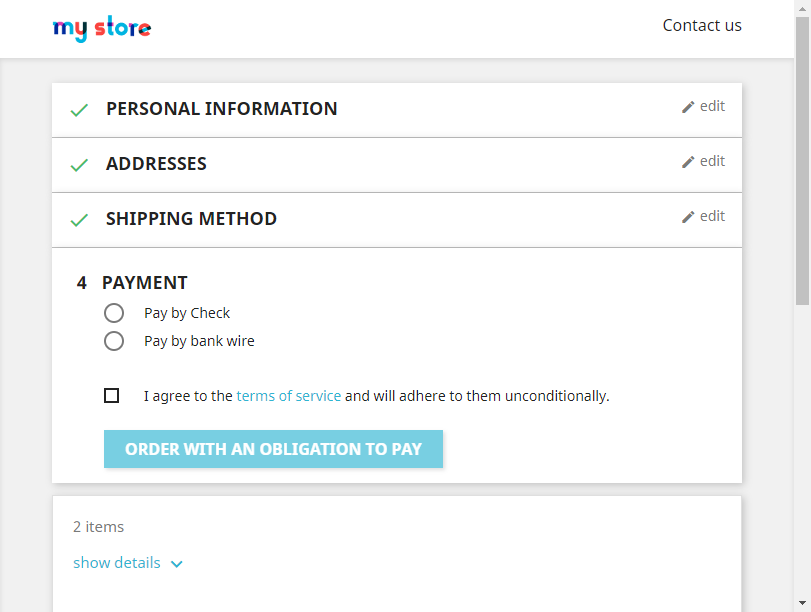 my store
Contact us
PERSONAL INFORMATION
edit
ADDRESSES
edit
SHIPPING METHOD
edit
4 PAYMENT
Pay by Check
Pay by bank wire
I agree to the terms of service and will adhere to them unconditionally.
ORDER WITH AN OBLIGATION TO PAY
2 items
show details